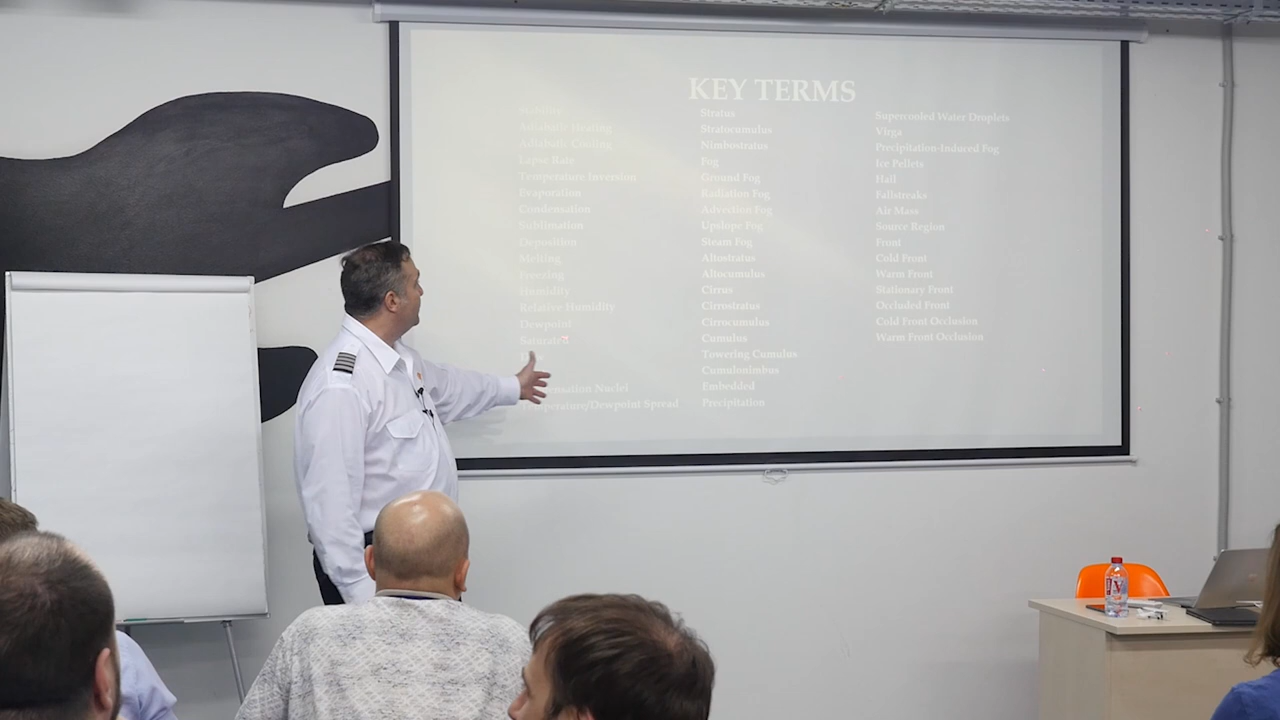 KEY TERMS
Stability
Adiabatic Heating
Adiabatic Cooling
Lapse Rate
Temperature Inversion
Evaporation
Condensation
Sublimation
Deposition
Melting
Freezing
Humidity
Relative Humidity
Dewpoint
Saturated
Nuclei
Temperature/Dewpoint Spread
Stratus
Stratocumulus
Nimbostratus
Fog
Ground Fog
Radiation Fog
Advection Fog
Upslope Fog
Steam Fog
Altostratus
Altocumulus
Cirrus
Cirrostratus
Cirrocumulus
Cumulus
Towering Cumulus
Cumulonimbus
Embedded
Precipitation
Supercooled Water Droplets
Virga
Precipitation-Induced Fog
Ice Pellets
Hail
Fallstreaks
Air Mass
Source Region
Front
Cold Front
Warm Front
Stationary Front
Occluded Front
Cold Front Occlusion
Warm Front Occlusion